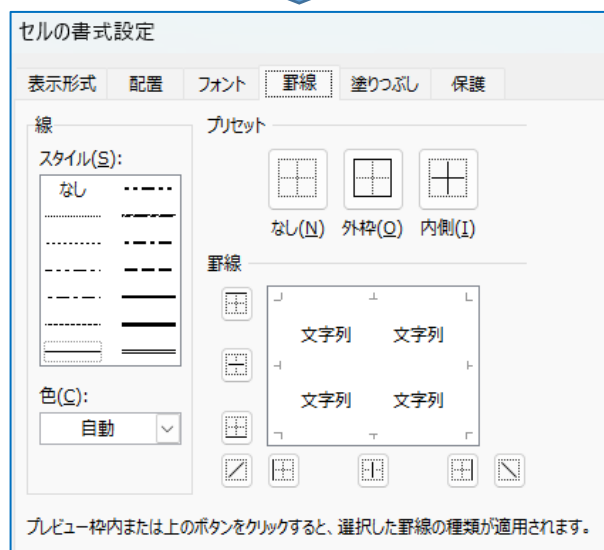 セルの書式設定
表示形式 配置 フォント 罫線 塗りつぶし 保護
線
スタイル(S):
なし
色(C):
自動
プリセット
なし(N) 外枠(O) 内側(I)
罫線
文字列 文字列
文字列 文字列
プレビュー枠内または上のボタンをクリックすると、選択した罫線の種類が適用されます。